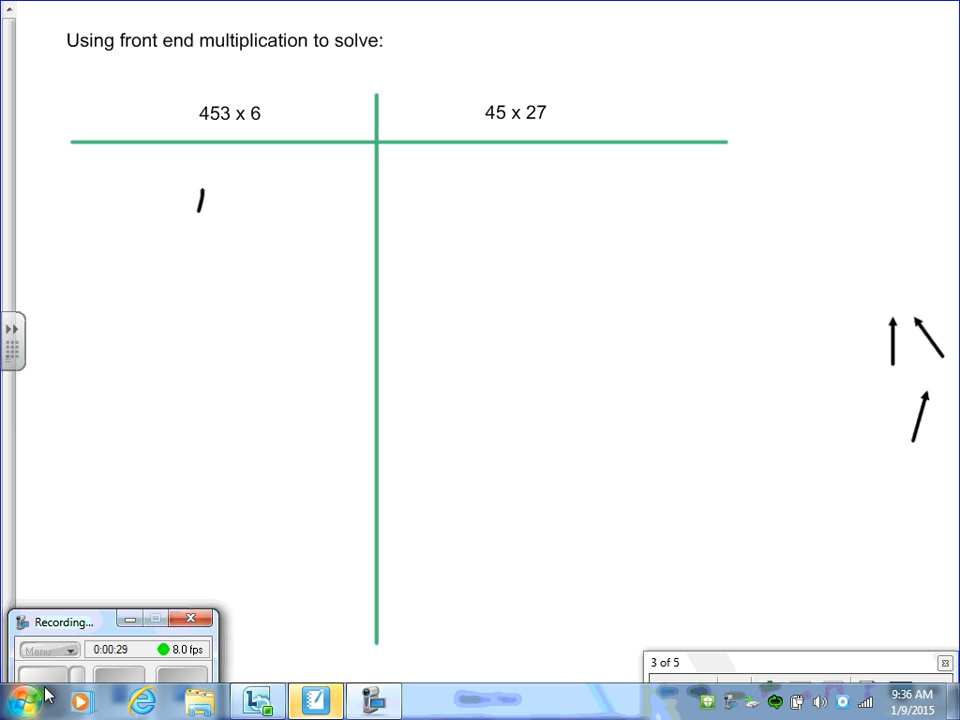 Using front end multiplication to solve:
453 x 6
45 x 27
Recording...
Menu
0:00:29
8.0 fps
3 of 5
9:36 AM
1/9/2015